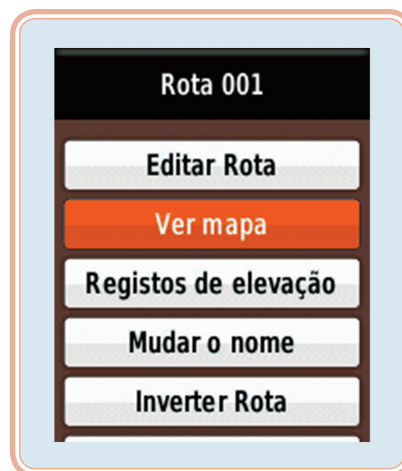 Rota 001
Editar Rota
Ver mapa
Registos de elevação
Mudar o nome
Inverter Rota